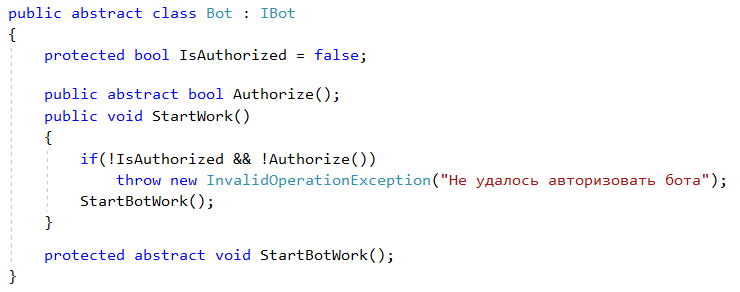 public abstract class Bot : IBot
{
    protected bool IsAuthorized = false;
    public abstract bool Authorize();
    public void StartWork()
    {
        if(!IsAuthorized && !Authorize())
            throw new InvalidOperationException("Не удалось авторизовать бота");
        StartBotWork();
    }
    protected abstract void StartBotWork();
}